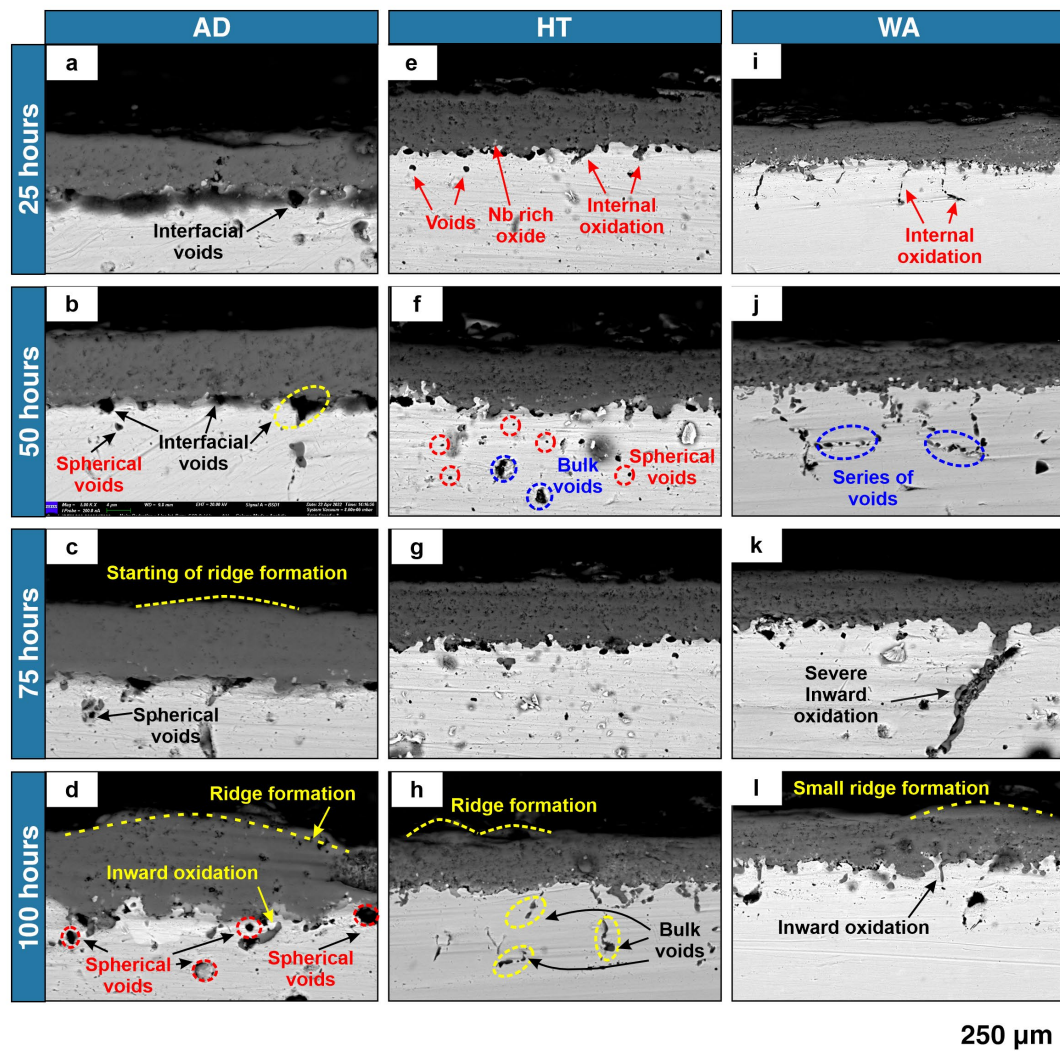 AD
HT
WA
25 hours
a
Interfacial
voids
e
Voids
Nb rich
oxide
Internal
oxidation
i
Internal
oxidation
50 hours
b
Spherical
voids
Interfacial
voids
f
Bulk
voids
Spherical
voids
j
Series of
voids
75 hours
c
Starting of ridge formation
Spherical
voids
g
k
Severe
Inward
oxidation
100 hours
d
Ridge formation
Inward oxidation
Spherical
voids
Spherical
voids
h
Ridge formation
Bulk
voids
l
Small ridge formation
Inward oxidation
250 µm